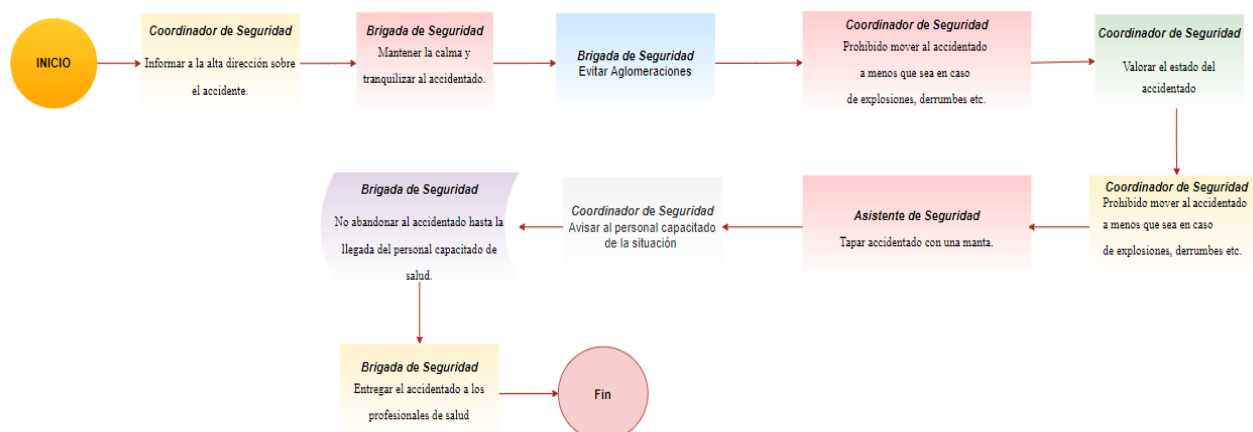 INICIO
Coordinador de Seguridad
Informar a la alta dirección sobre
el accidente.
Brigada de Seguridad
Mantener la calma y
tranquilizar al accidentado.
Brigada de Seguridad
Evitar Aglomeraciones
Coordinador de Seguridad
Prohibido mover al accidentado
a menos que sea en caso
de explosiones, derrumbes etc.
Coordinador de Seguridad
Valorar el estado del
accidentado
Coordinador de Seguridad
Prohibido mover al accidentado
a menos que sea en caso
de explosiones, derrumbes etc.
Asistente de Seguridad
Tapar accidentado con una manta.
Coordinador de Seguridad
Avisar al personal capacitado
de la situación
Brigada de Seguridad
No abandonar al accidentado hasta la
llegada del personal capacitado de
salud.
Brigada de Seguridad
Entregar el accidentado a los
profesionales de salud
Fin